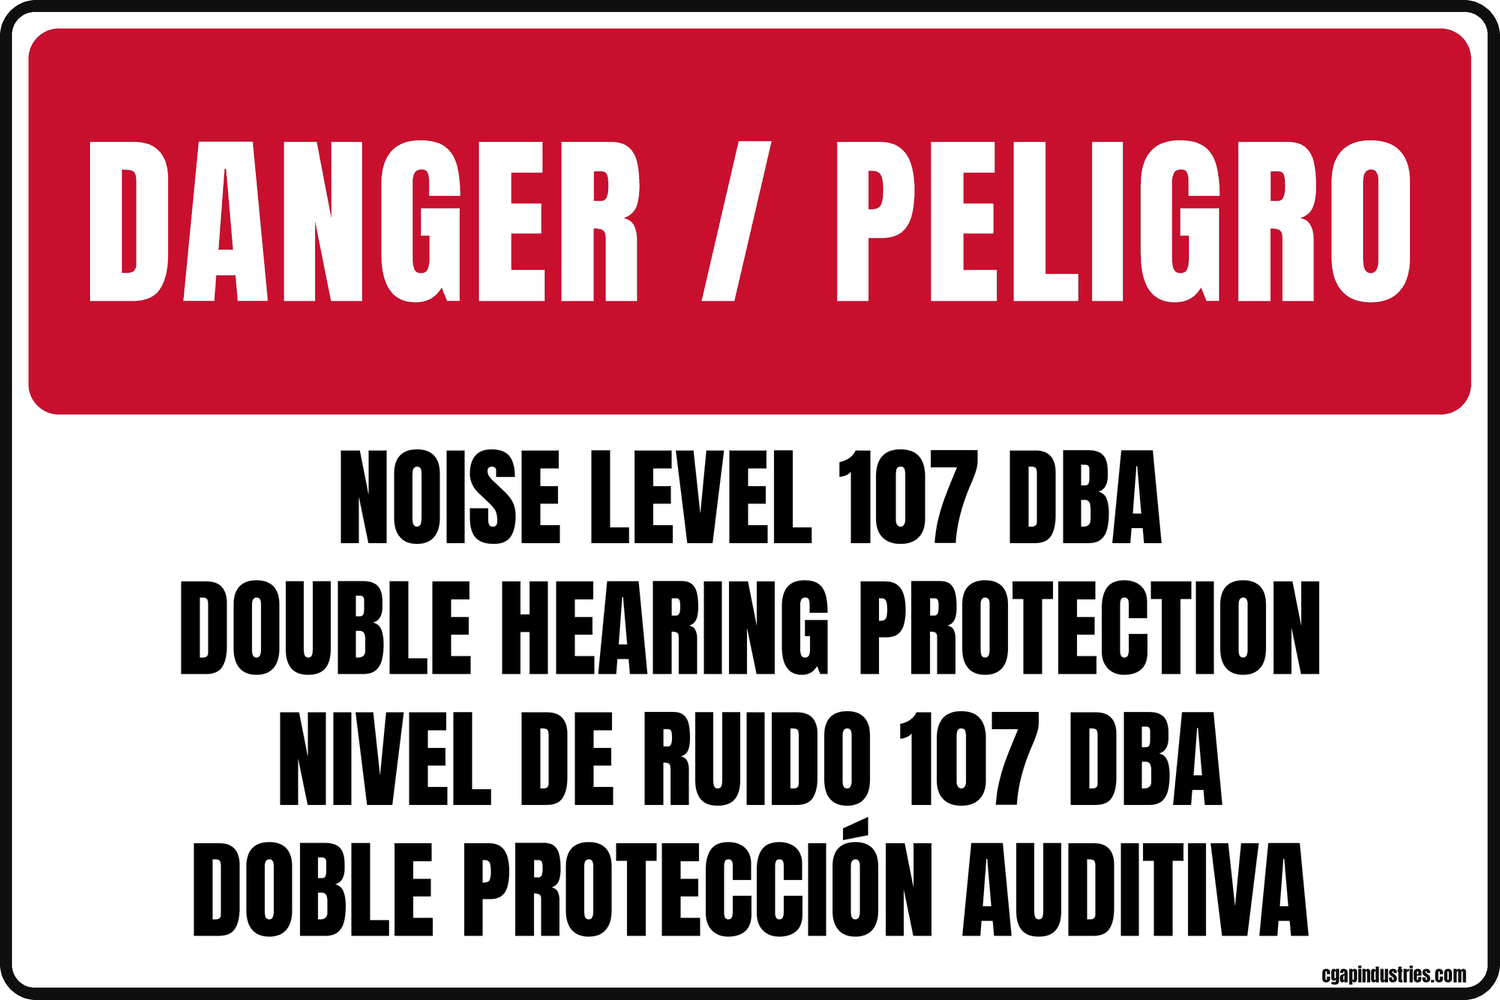 DANGER / PELIGRO
NOISE LEVEL 107 DBA
DOUBLE HEARING PROTECTION
NIVEL DE RUIDO 107 DBA
DOBLE PROTECCIÓN AUDITIVA
cgapindustries.com